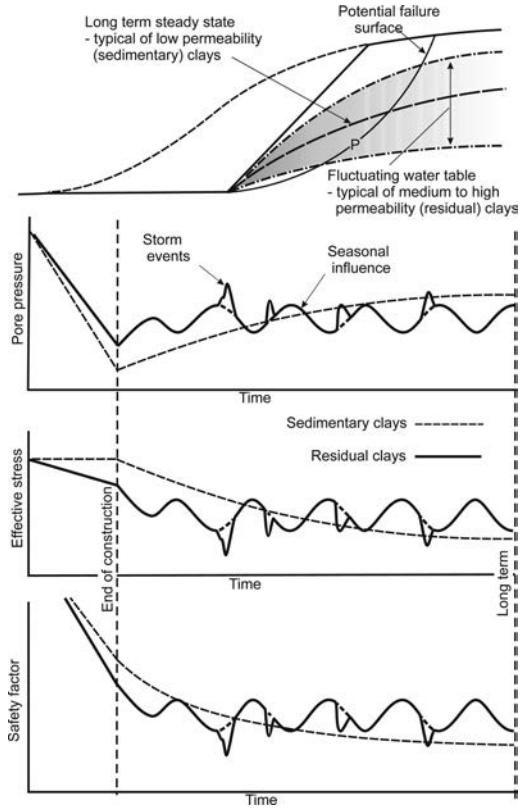 Long term steady state
- typical of low permeability
(sedimentary) clays
Potential failure
surface
P
Fluctuating water table
- typical of medium to high
permeability (residual) clays
Pore pressure
Storm
events
Seasonal
influence
Time
Sedimentary clays
Residual clays
Effective stress
End of construction
Long term
Time
Safety factor
Time